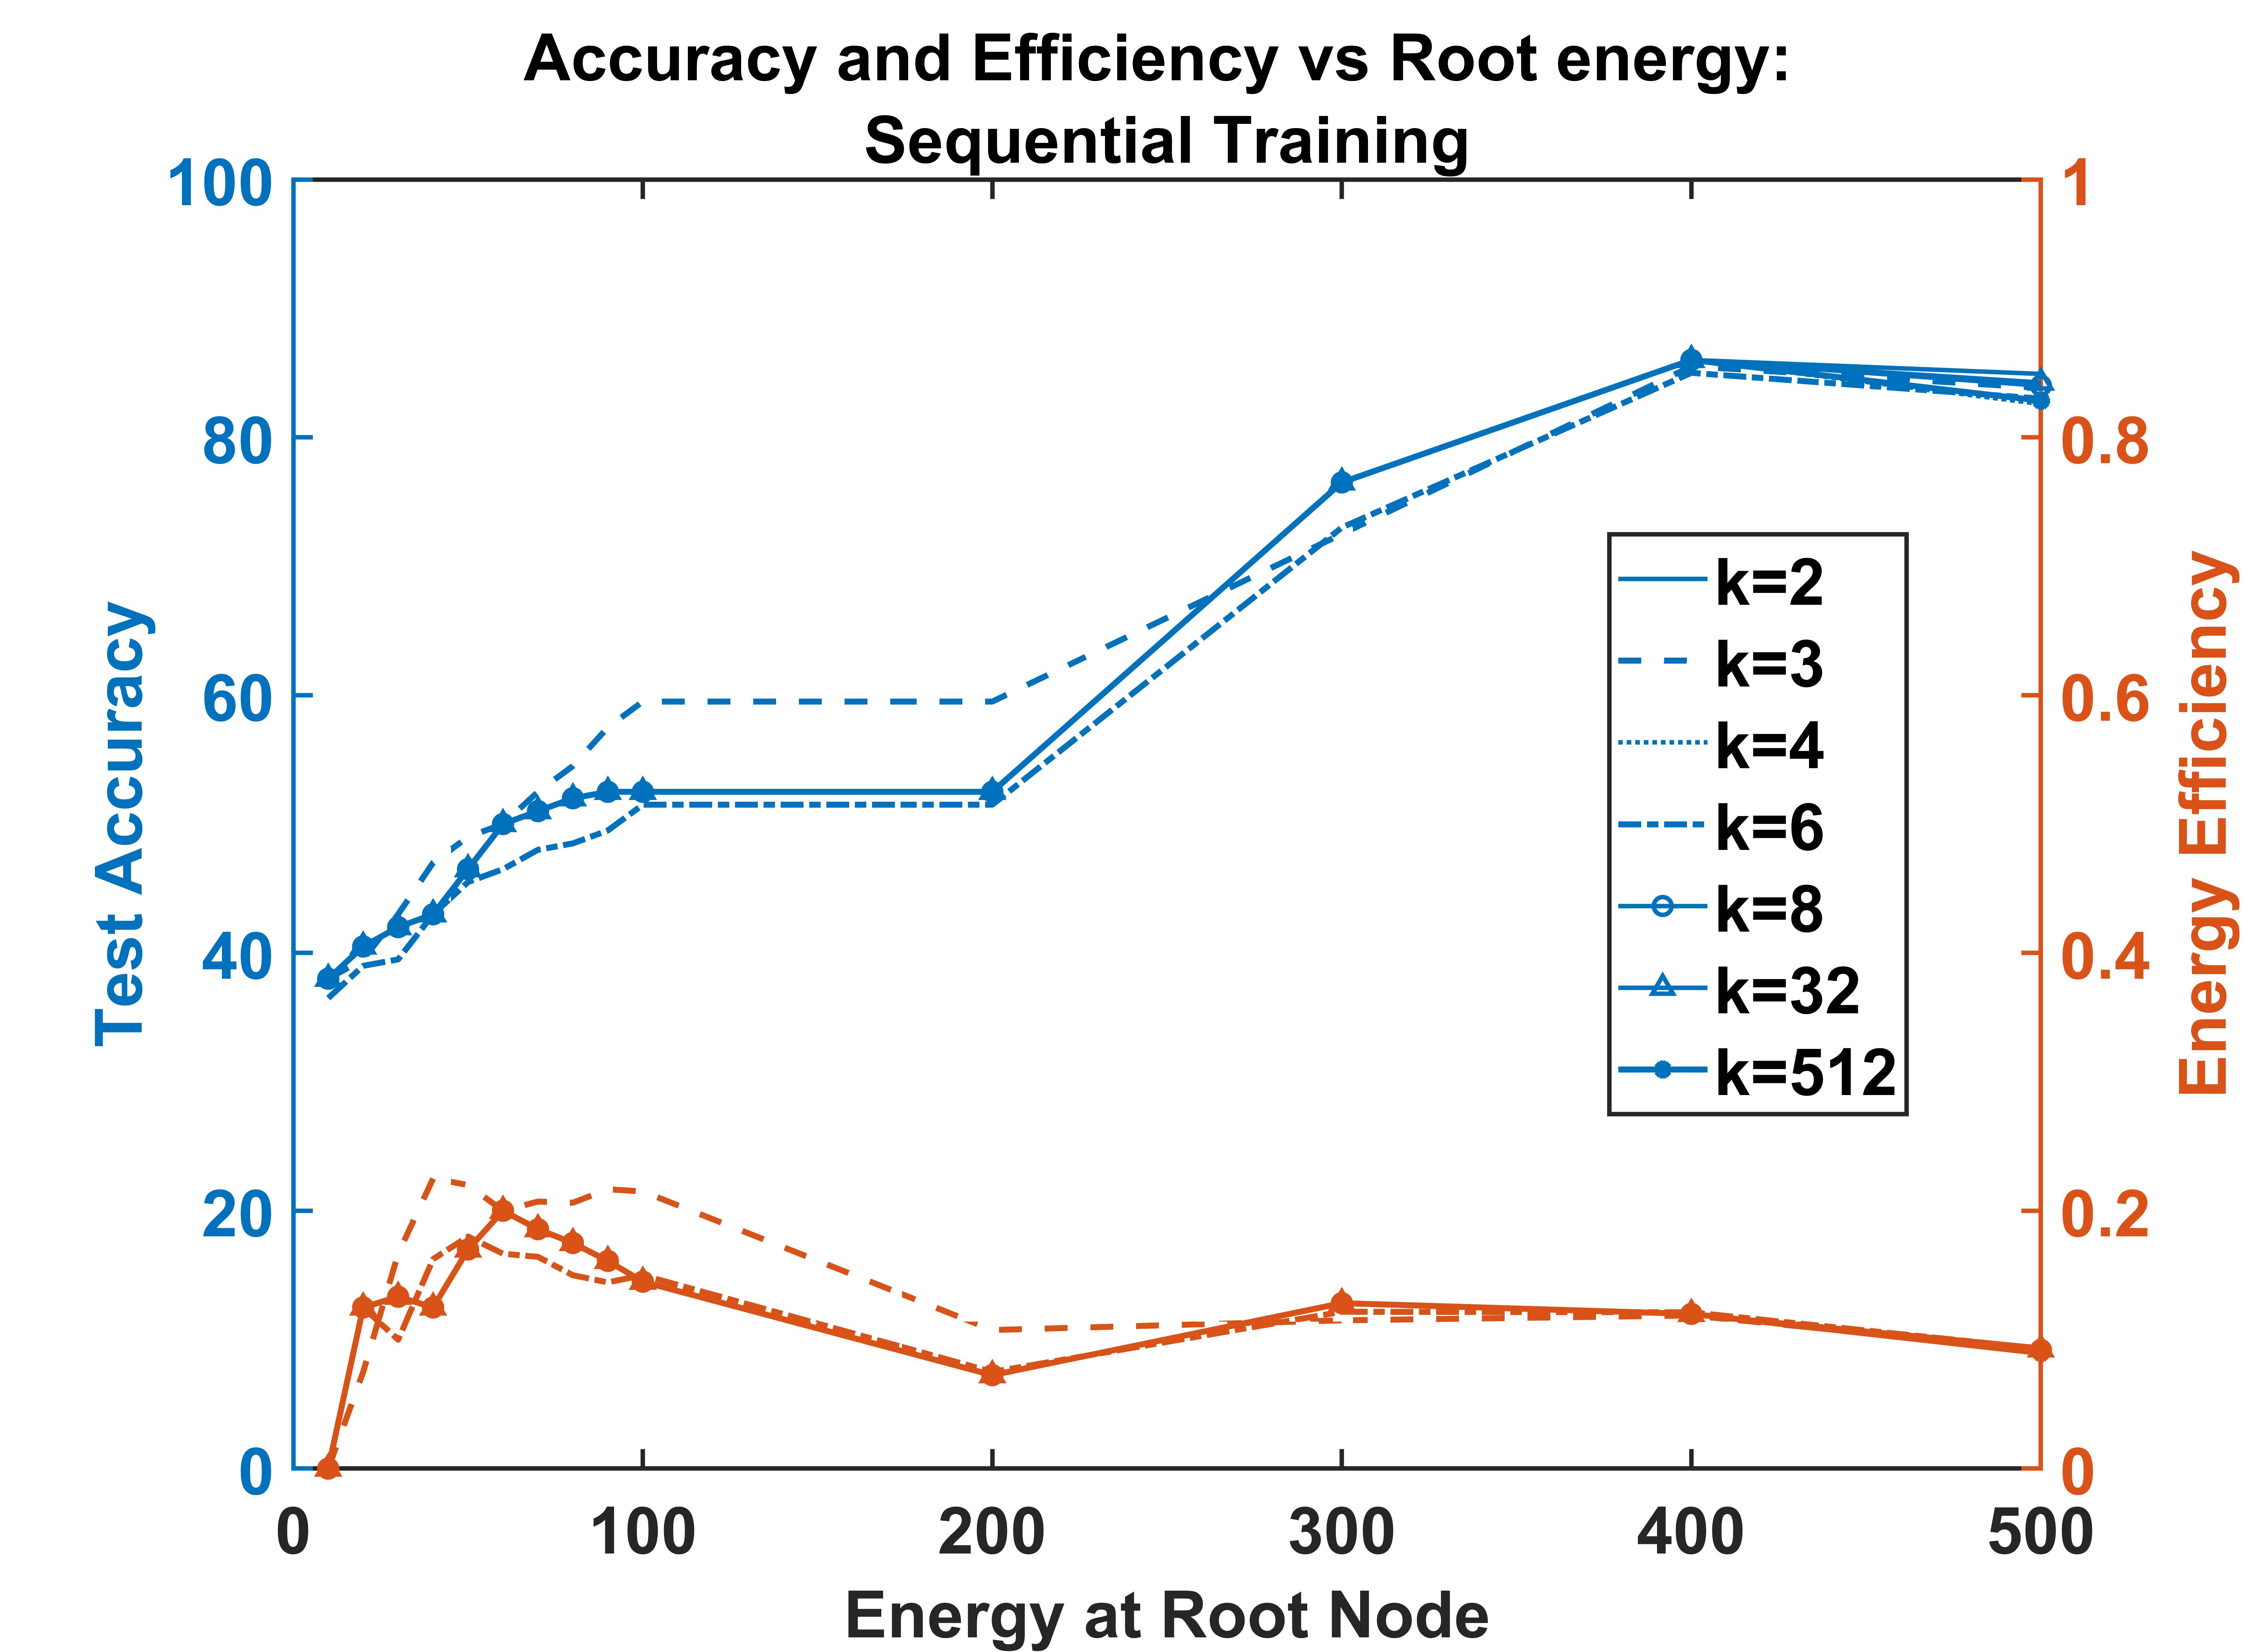 Accuracy and Efficiency vs Root energy:
Sequential Training
100
80
60
40
20
0
Test Accuracy
1
0.8
0.6
0.4
0.2
0
Energy Efficiency
k=2
k=3
k=4
k=6
k=8
k=32
k=512
0 100 200 300 400 500
Energy at Root Node